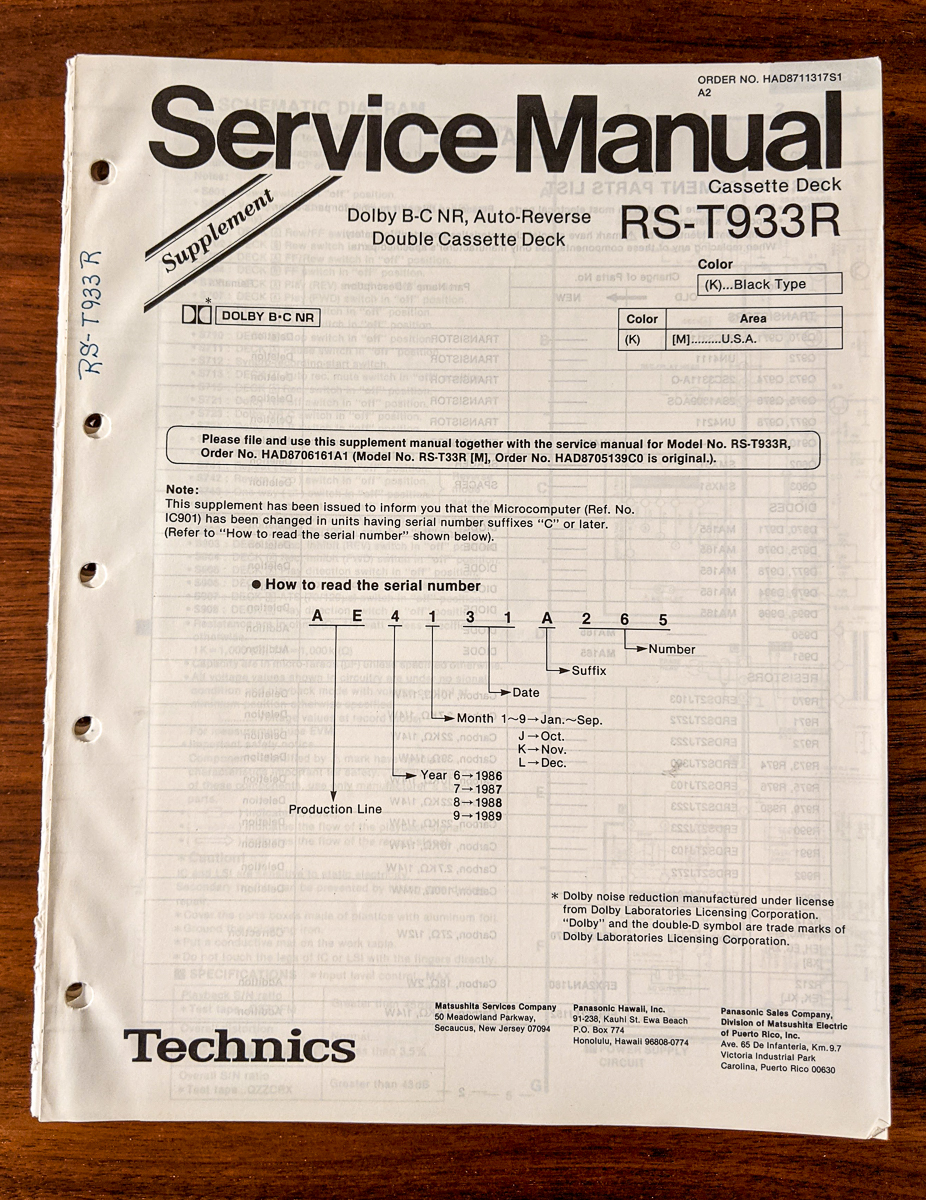 ORDER NO. HAD8711317S1
A2
Service Manual
Supplement
Cassette Deck
Dolby B-C NR, Auto-Reverse
Double Cassette Deck
RS-T933R
RS-T933R
Color
(K)...Black Type
* DOLBY B•C NR
Color Area
(K) [M].........U.S.A.
Please file and use this supplement manual together with the service manual for Model No. RS-T933R,
Order No. HAD8706161A1 (Model No. RS-T33R [M], Order No. HAD8705139C0 is original.).
Note:
This supplement has been issued to inform you that the Microcomputer (Ref. No.
IC901) has been changed in units having serial number suffixes "C" or later.
(Refer to "How to read the serial number" shown below).
● How to read the serial number
A E 4 1 3 1 A 2 6 5
Number
Suffix
Date
Month 1~9→Jan.~Sep.
J→Oct.
K→Nov.
L→Dec.
Year 6→1986
7→1987
8→1988
9→1989
Production Line
* Dolby noise reduction manufactured under license
from Dolby Laboratories Licensing Corporation.
"Dolby" and the double-D symbol are trade marks of
Dolby Laboratories Licensing Corporation.
Technics
Matsushita Services Company
50 Meadowland Parkway,
Secaucus, New Jersey 07094
Panasonic Hawaii, Inc.
91-238, Kauhi St. Ewa Beach
P.O. Box 774
Honolulu, Hawaii 96808-0774
Panasonic Sales Company,
Division of Matsushita Electric
of Puerto Rico, Inc.
Ave. 65 De Infanteria, Km.9.7
Victoria Industrial Park
Carolina, Puerto Rico 00630